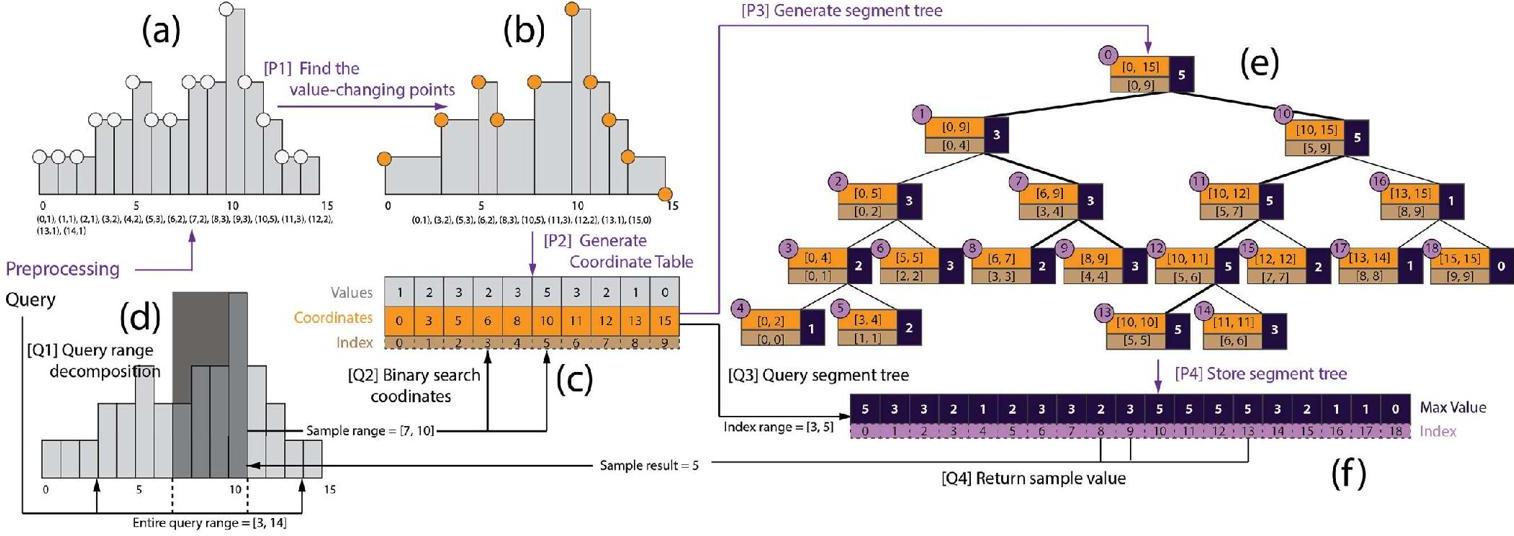 (a)
[P1] Find the
value-changing points
0 5 10 15
(0,1), (1,1), (2,1), (3,2), (4,2), (5,3), (6,2), (7,2), (8,3), (9,3), (10,5), (11,3), (12,2),
(13,1), (14,1)
Preprocessing
(b)
0 5 10 15
(0,1), (3,2), (5,3), (6,2), (8,3), (10,5), (11,3), (12,2), (13,1), (15,0)
[P2] Generate
Coordinate Table
Values 1 2 3 2 3 5 3 2 1 0
Coordinates 0 3 5 6 8 10 11 12 13 15
Index 0 1 2 3 4 5 6 7 8 9
(c)
[Q2] Binary search
coodinates
Query
(d)
[Q1] Query range
decomposition
Sample range = [7, 10]
Sample result = 5
0 5 10 15
Entire query range = [3, 14]
[P3] Generate segment tree
(e)
0 [0, 15] 5
[0, 9]
1 [0, 9] 3
[0, 4]
10 [10, 15] 5
[5, 9]
2 [0, 5] 3
[0, 2]
7 [6, 9] 3
[3, 4]
11 [10, 12] 5
[5, 7]
16 [13, 15] 1
[8, 9]
3 [0, 4] 2
[0, 1]
6 [5, 5] 3
[2, 2]
8 [6, 7] 2
[3, 3]
9 [8, 9] 3
[4, 4]
12 [10, 11] 5
[5, 6]
15 [12, 12] 2
[7, 7]
17 [13, 14] 1
[8, 8]
18 [15, 15] 0
[9, 9]
4 [0, 2] 1
[0, 0]
5 [3, 4] 2
[1, 1]
13 [10, 10] 5
[5, 5]
14 [11, 11] 3
[6, 6]
[Q3] Query segment tree
[P4] Store segment tree
Index range = [3, 5]
5 3 3 2 1 2 3 3 2 3 5 5 5 5 3 2 1 1 0 Max Value
0 1 2 3 4 5 6 7 8 9 10 11 12 13 14 15 16 17 18 Index
[Q4] Return sample value
(f)